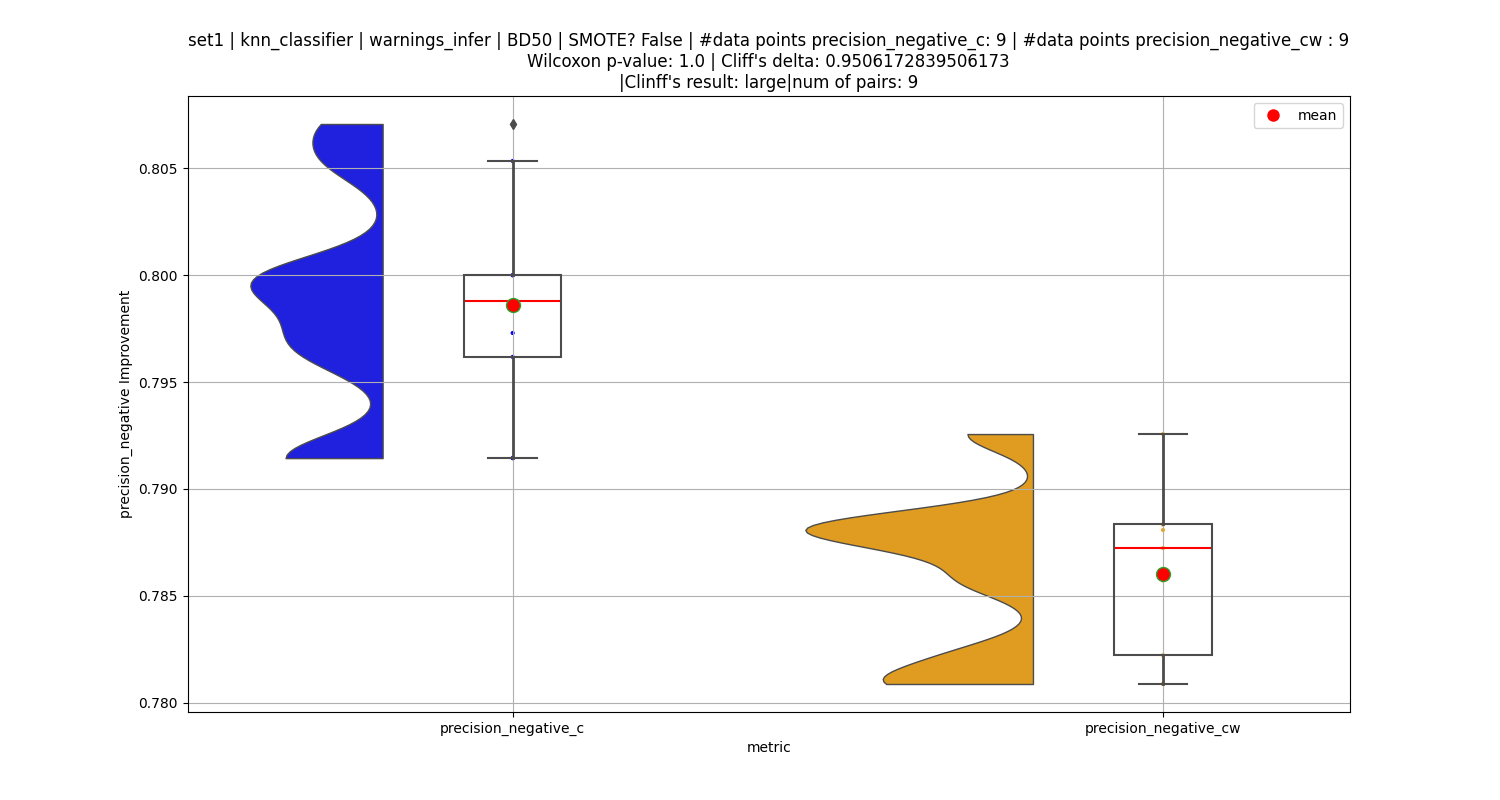 set1 | knn_classifier | warnings_infer | BD50 | SMOTE? False | #data points precision_negative_c: 9 | #data points precision_negative_cw : 9
Wilcoxon p-value: 1.0 | Cliff's delta: 0.9506172839506173
|Clinff's result: large|num of pairs: 9
mean
0.805
0.800
0.795
0.790
0.785
0.780
precision_negative Improvement
precision_negative_c
precision_negative_cw
metric